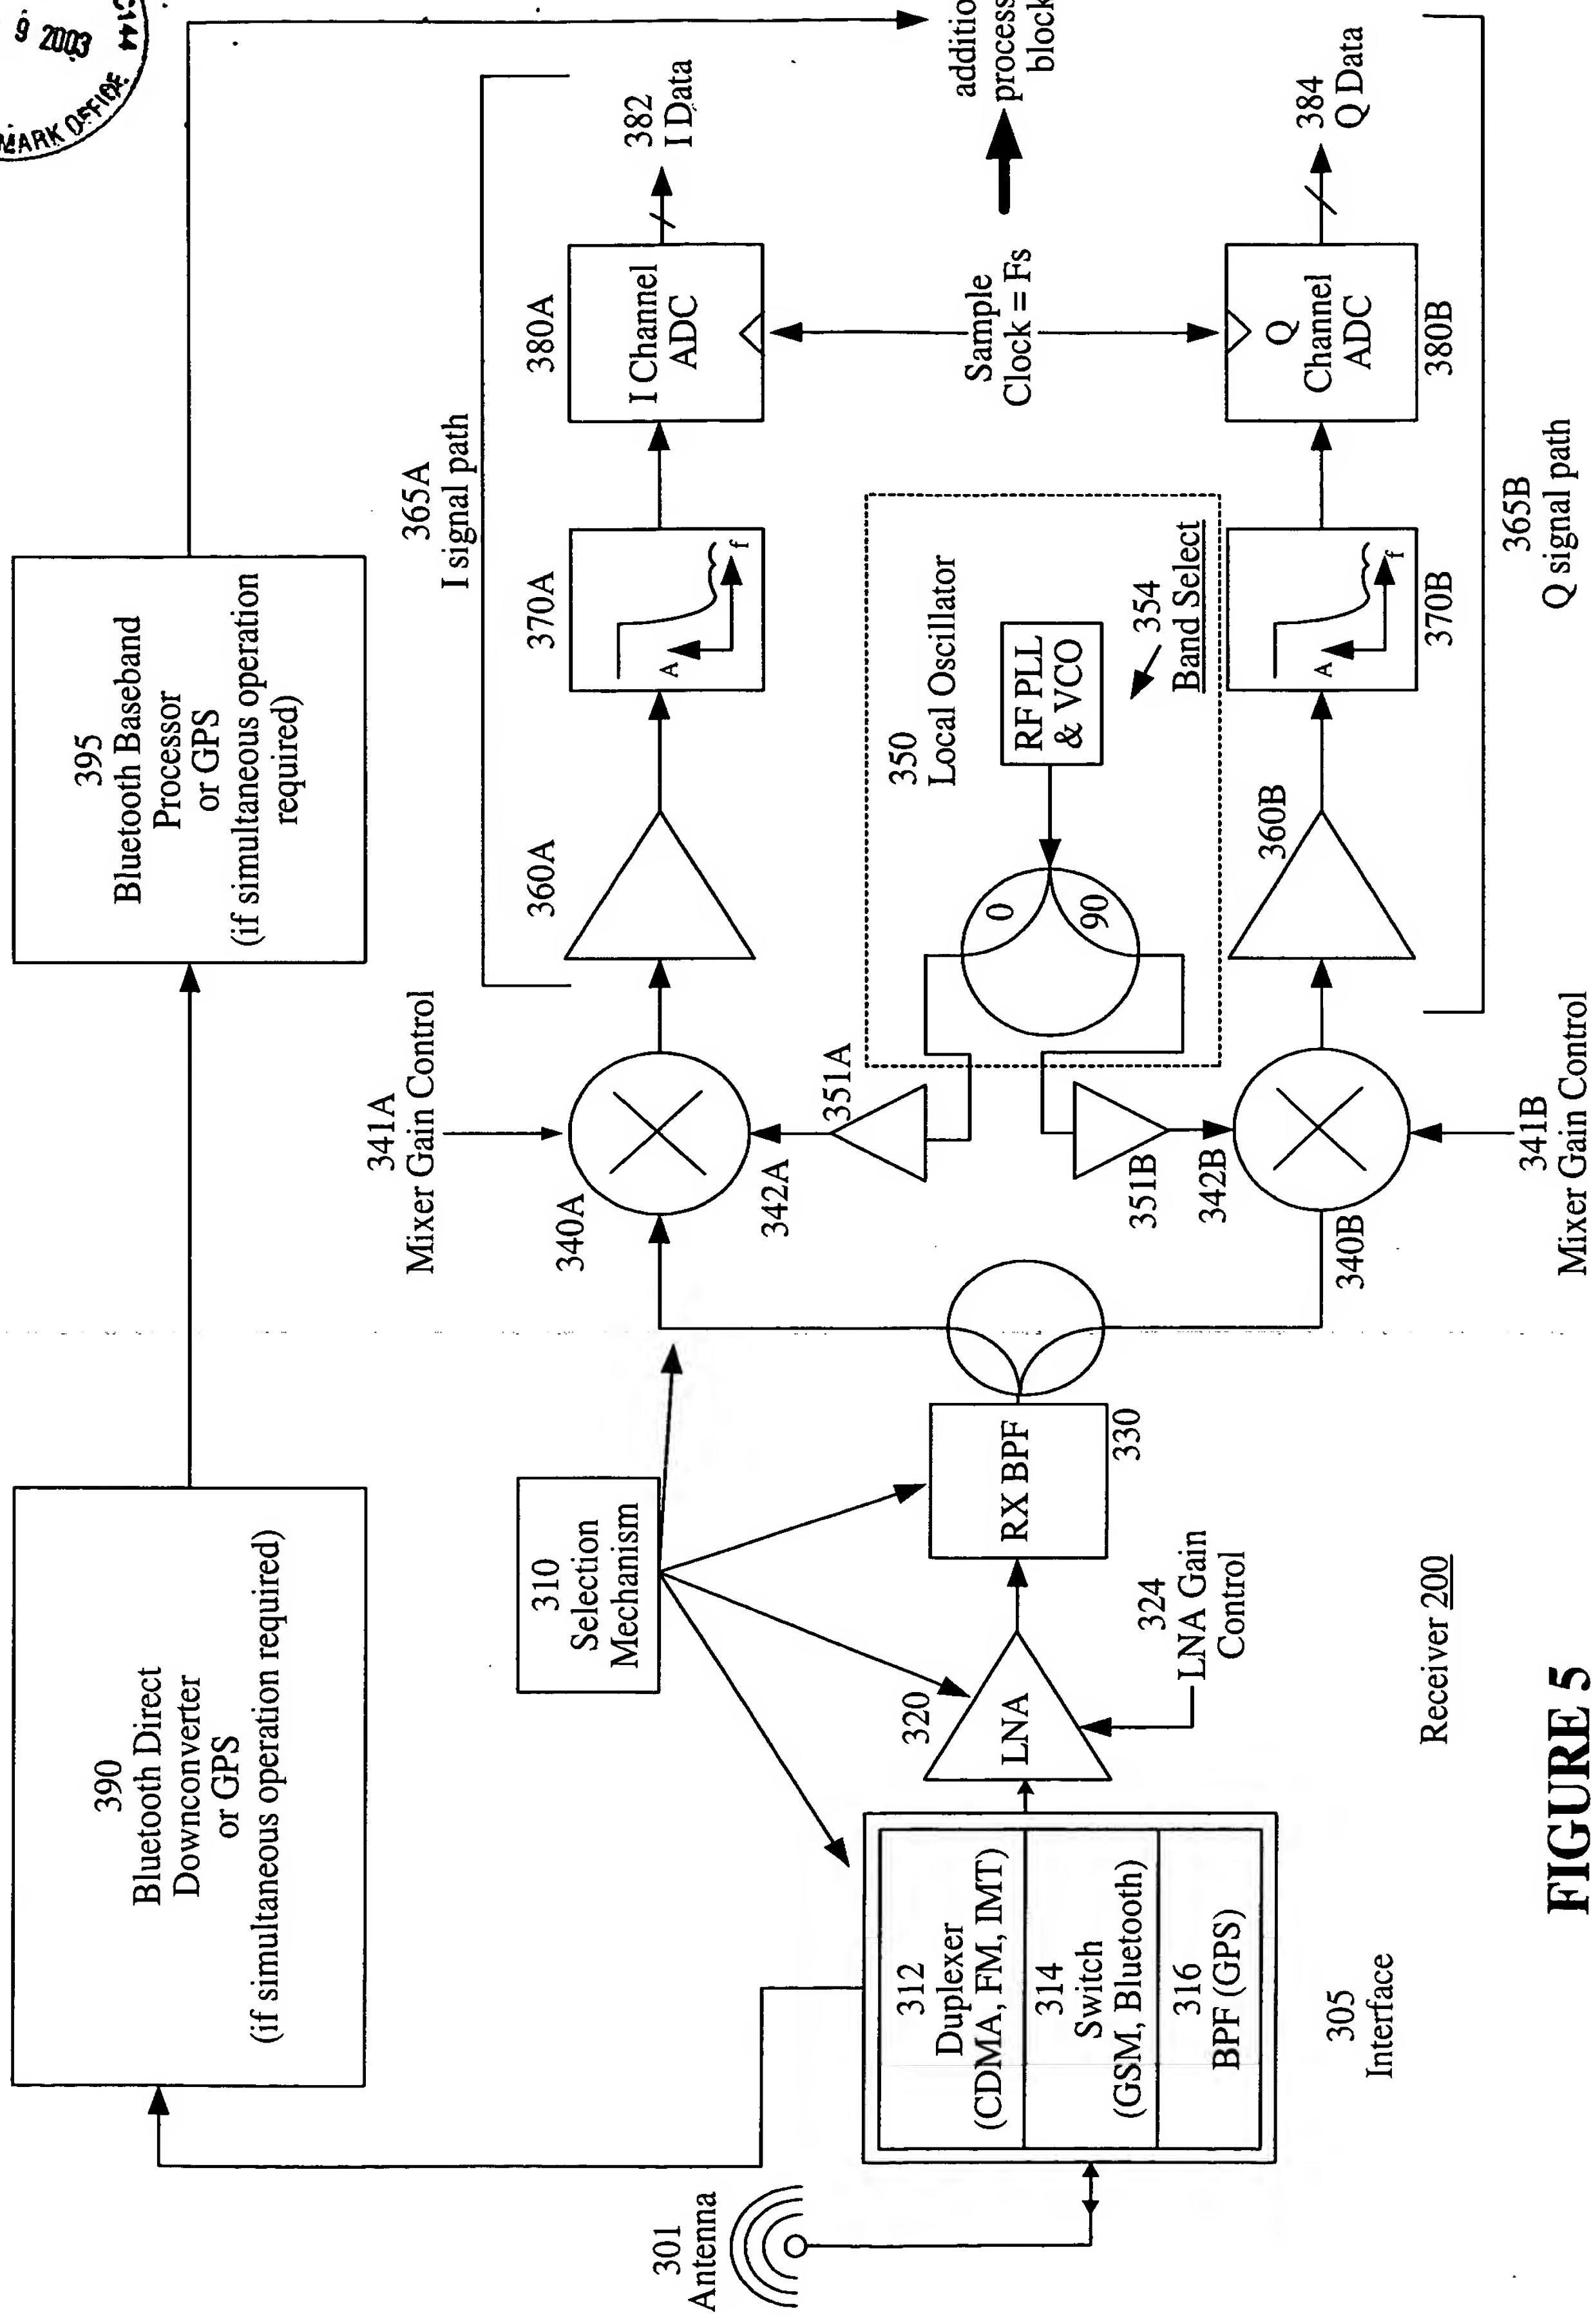 9 2003
MARK OFFICE
C144
390
Bluetooth Direct
Downconverter
or GPS
(if simultaneous operation required)
395
Bluetooth Baseband
Processor
or GPS
(if simultaneous operation
required)
301
Antenna
312
Duplexer
(CDMA, FM, IMT)
314
Switch
(GSM, Bluetooth)
316
BPF (GPS)
305
Interface
310
Selection
Mechanism
320
LNA
324
LNA Gain
Control
RX BPF
330
341A
Mixer Gain Control
340A
342A
351A
351B
342B
340B
341B
Mixer Gain Control
365A
I signal path
360A
370A
A
f
380A
I Channel
ADC
382
I Data
350
Local Oscillator
0
90
RF PLL
& VCO
354
Band Select
Sample
Clock = Fs
additio
process
block
360B
370B
A
f
Q
Channel
ADC
380B
384
Q Data
365B
Q signal path
Receiver 200
FIGURE 5